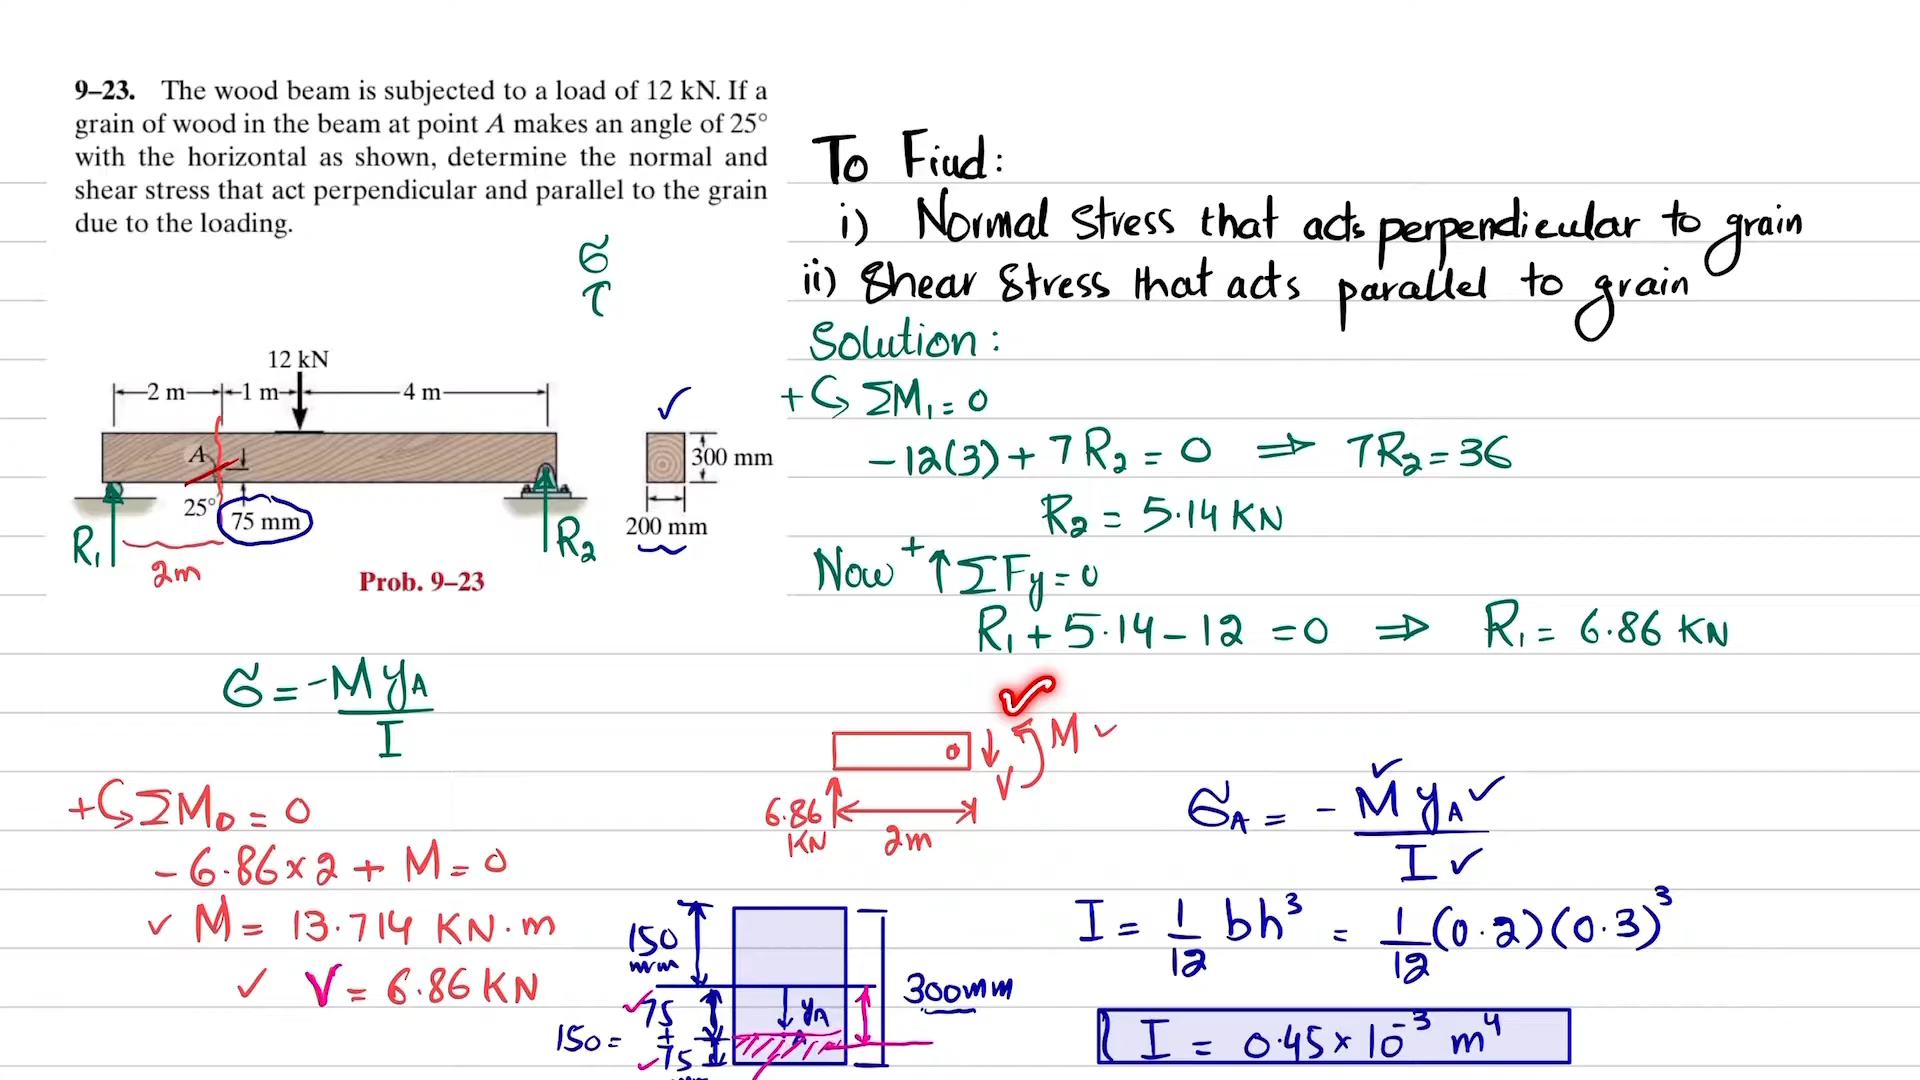 9–23. The wood beam is subjected to a load of 12 kN. If a
grain of wood in the beam at point A makes an angle of 25°
with the horizontal as shown, determine the normal and
shear stress that act perpendicular and parallel to the grain
due to the loading.
σ
τ
12 kN
2 m
1 m
4 m
A
25°
75 mm
300 mm
200 mm
R₁
2m
R₂
Prob. 9–23
σ = -M yA / I
+↺ ΣMo = 0
- 6.86 × 2 + M = 0
✓ M = 13.714 KN·m
✓ V = 6.86 KN
To Find:
i) Normal Stress that acts perpendicular to grain
ii) Shear Stress that acts parallel to grain
Solution:
+↺ ΣM₁ = 0
-12(3) + 7R₂ = 0 ⇒ 7R₂ = 36
R₂ = 5.14 KN
Now +↑ΣFy = 0
R₁ + 5.14 - 12 = 0 ⇒ R₁ = 6.86 KN
✓
o ↓ V M ✓
6.86 KN
2m
σA = - M✓ yA✓ / I✓
I = 1/12 bh³ = 1/12 (0.2)(0.3)³
I = 0.45 × 10⁻³ m⁴
150 mm
300mm
150 = ✓75 + ✓75
yA
A